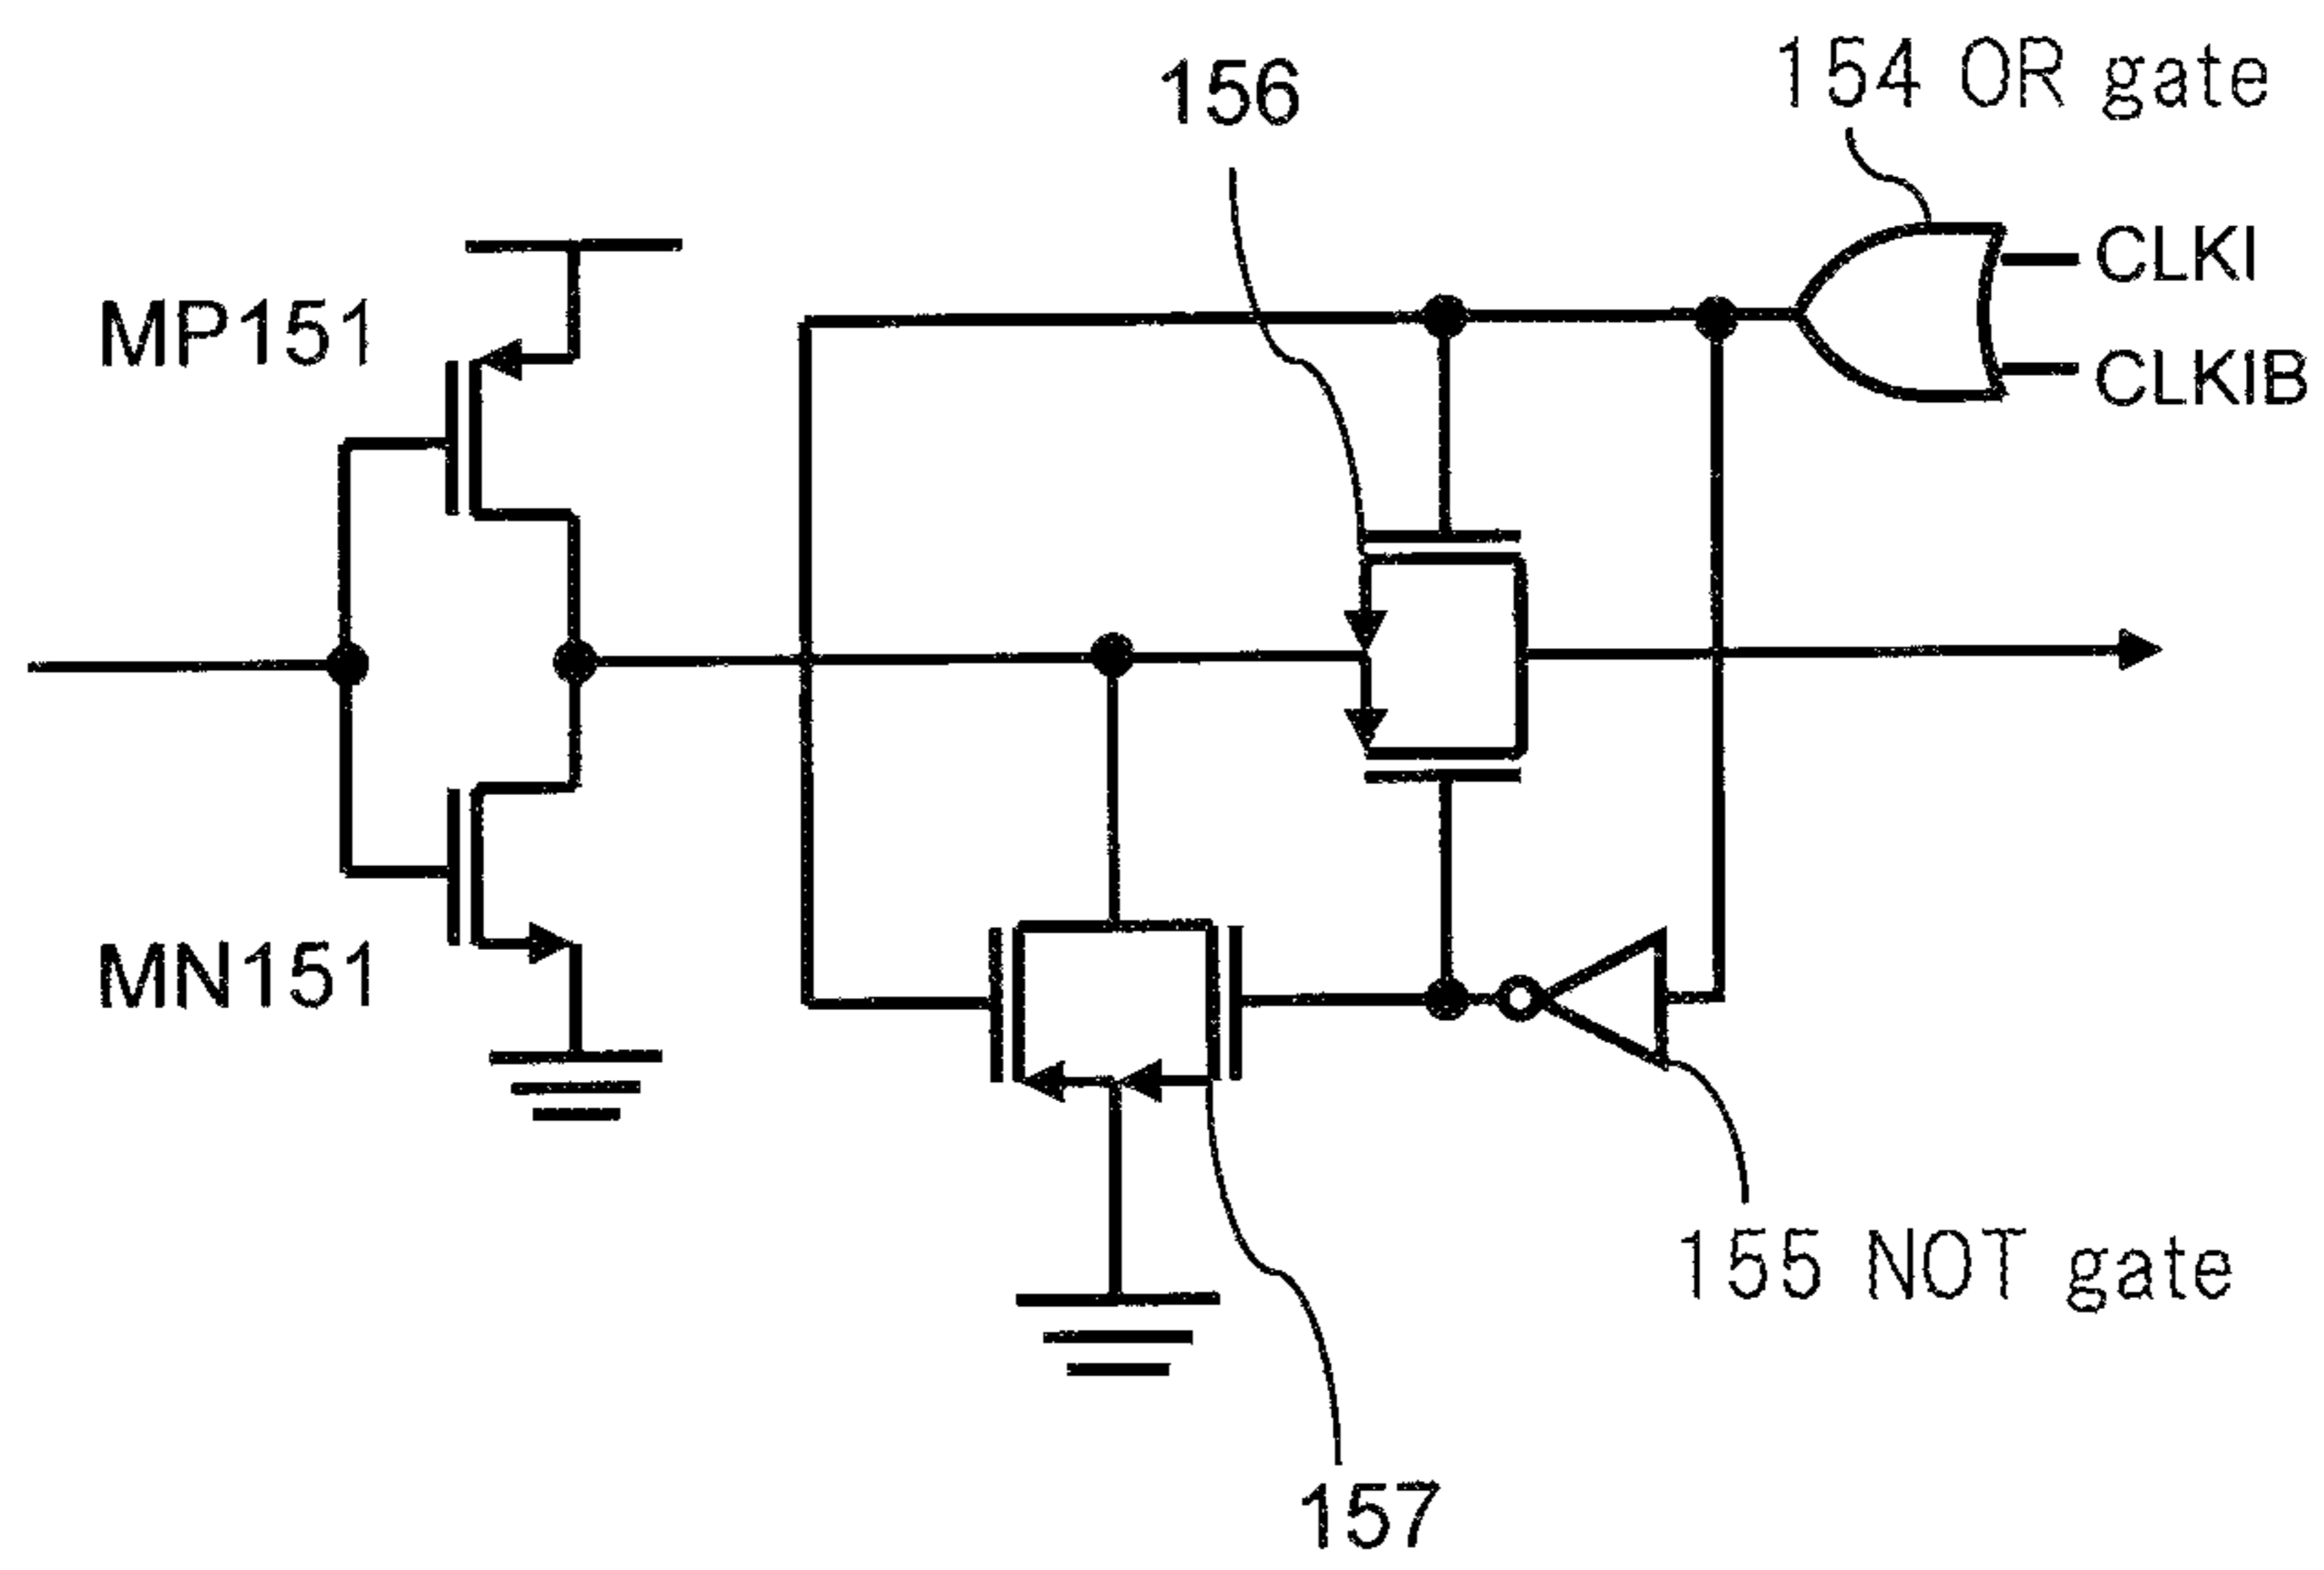 154 OR gate
156
CLKI
MP151
CLKIB
MN151
155 NOT gate
157